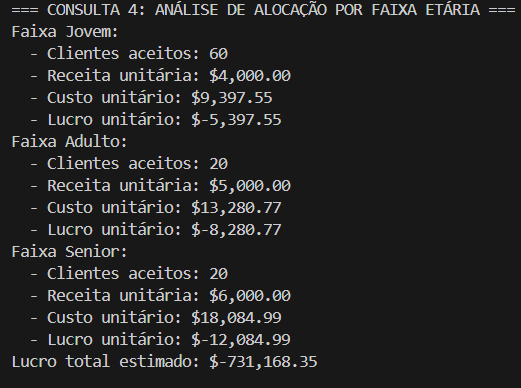 === CONSULTA 4: ANÁLISE DE ALOCAÇÃO POR FAIXA ETÁRIA ===
Faixa Jovem:
  - Clientes aceitos: 60
  - Receita unitária: $4,000.00
  - Custo unitário: $9,397.55
  - Lucro unitário: $-5,397.55
Faixa Adulto:
  - Clientes aceitos: 20
  - Receita unitária: $5,000.00
  - Custo unitário: $13,280.77
  - Lucro unitário: $-8,280.77
Faixa Senior:
  - Clientes aceitos: 20
  - Receita unitária: $6,000.00
  - Custo unitário: $18,084.99
  - Lucro unitário: $-12,084.99
Lucro total estimado: $-731,168.35